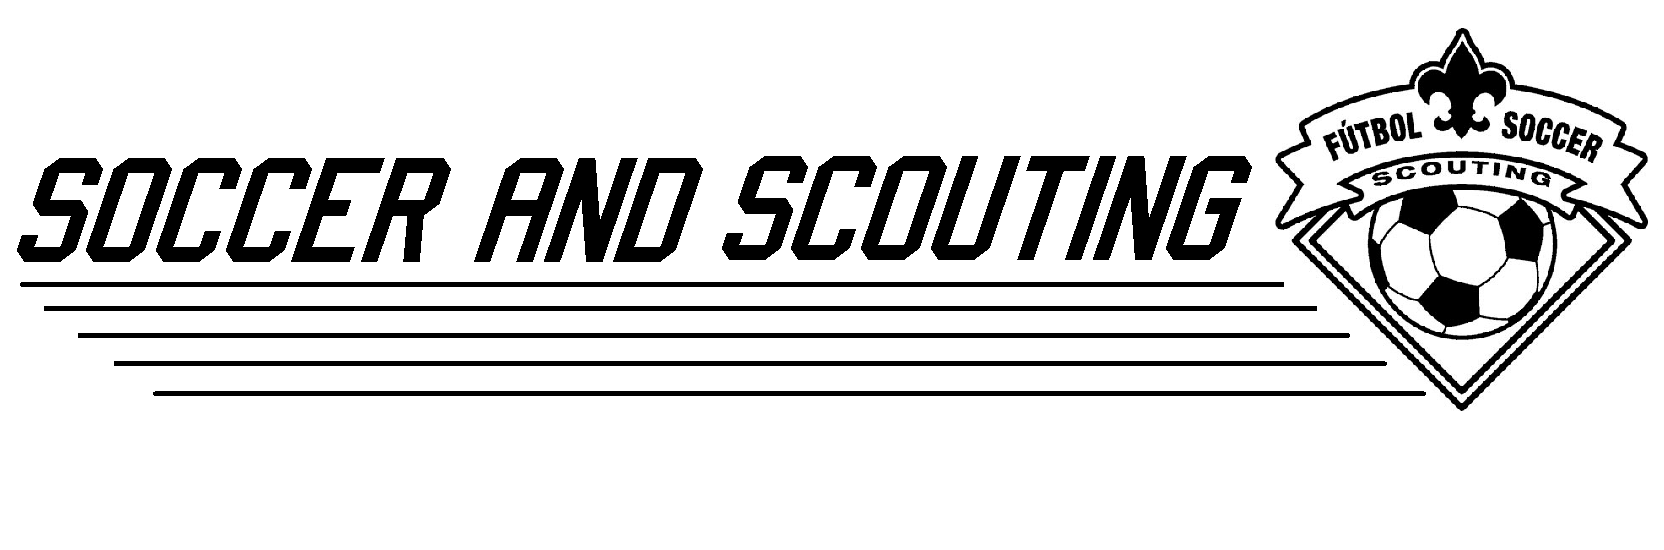 SOCCER AND SCOUTING
FÚTBOL SOCCER
SCOUTING